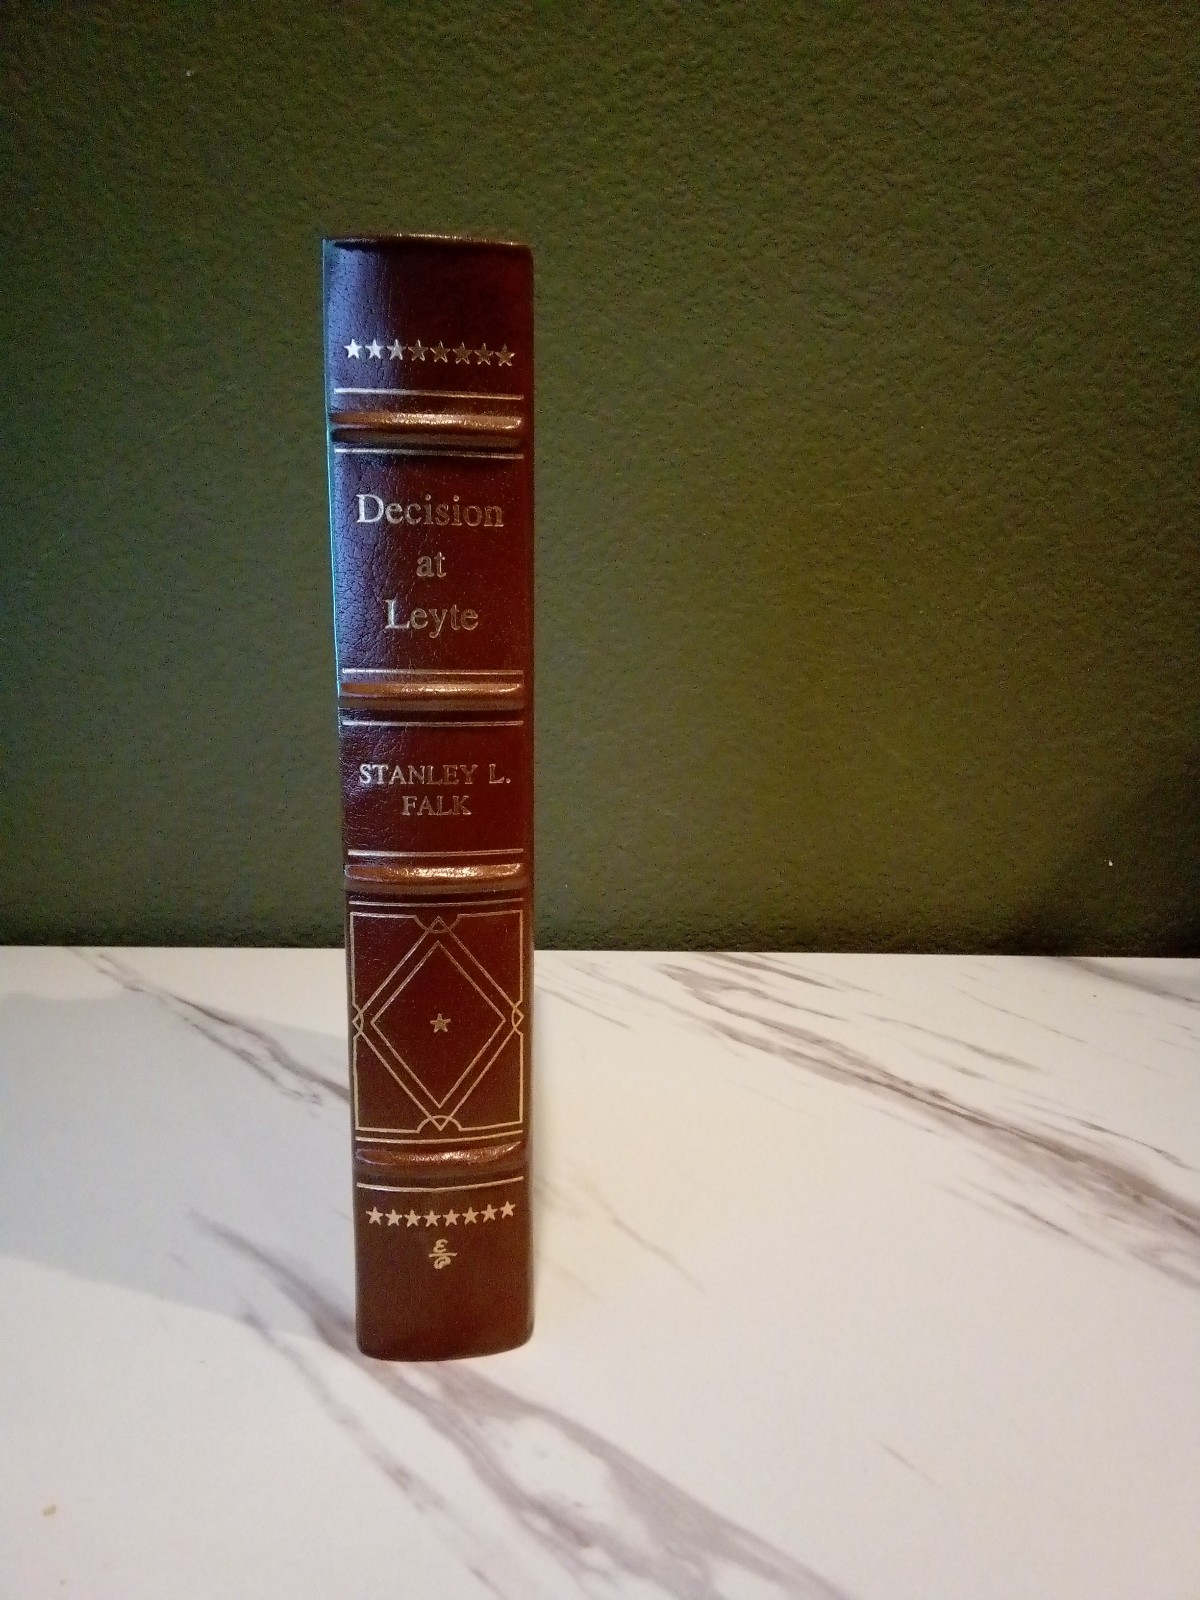 Decision
at
Leyte
STANLEY L.
FALK